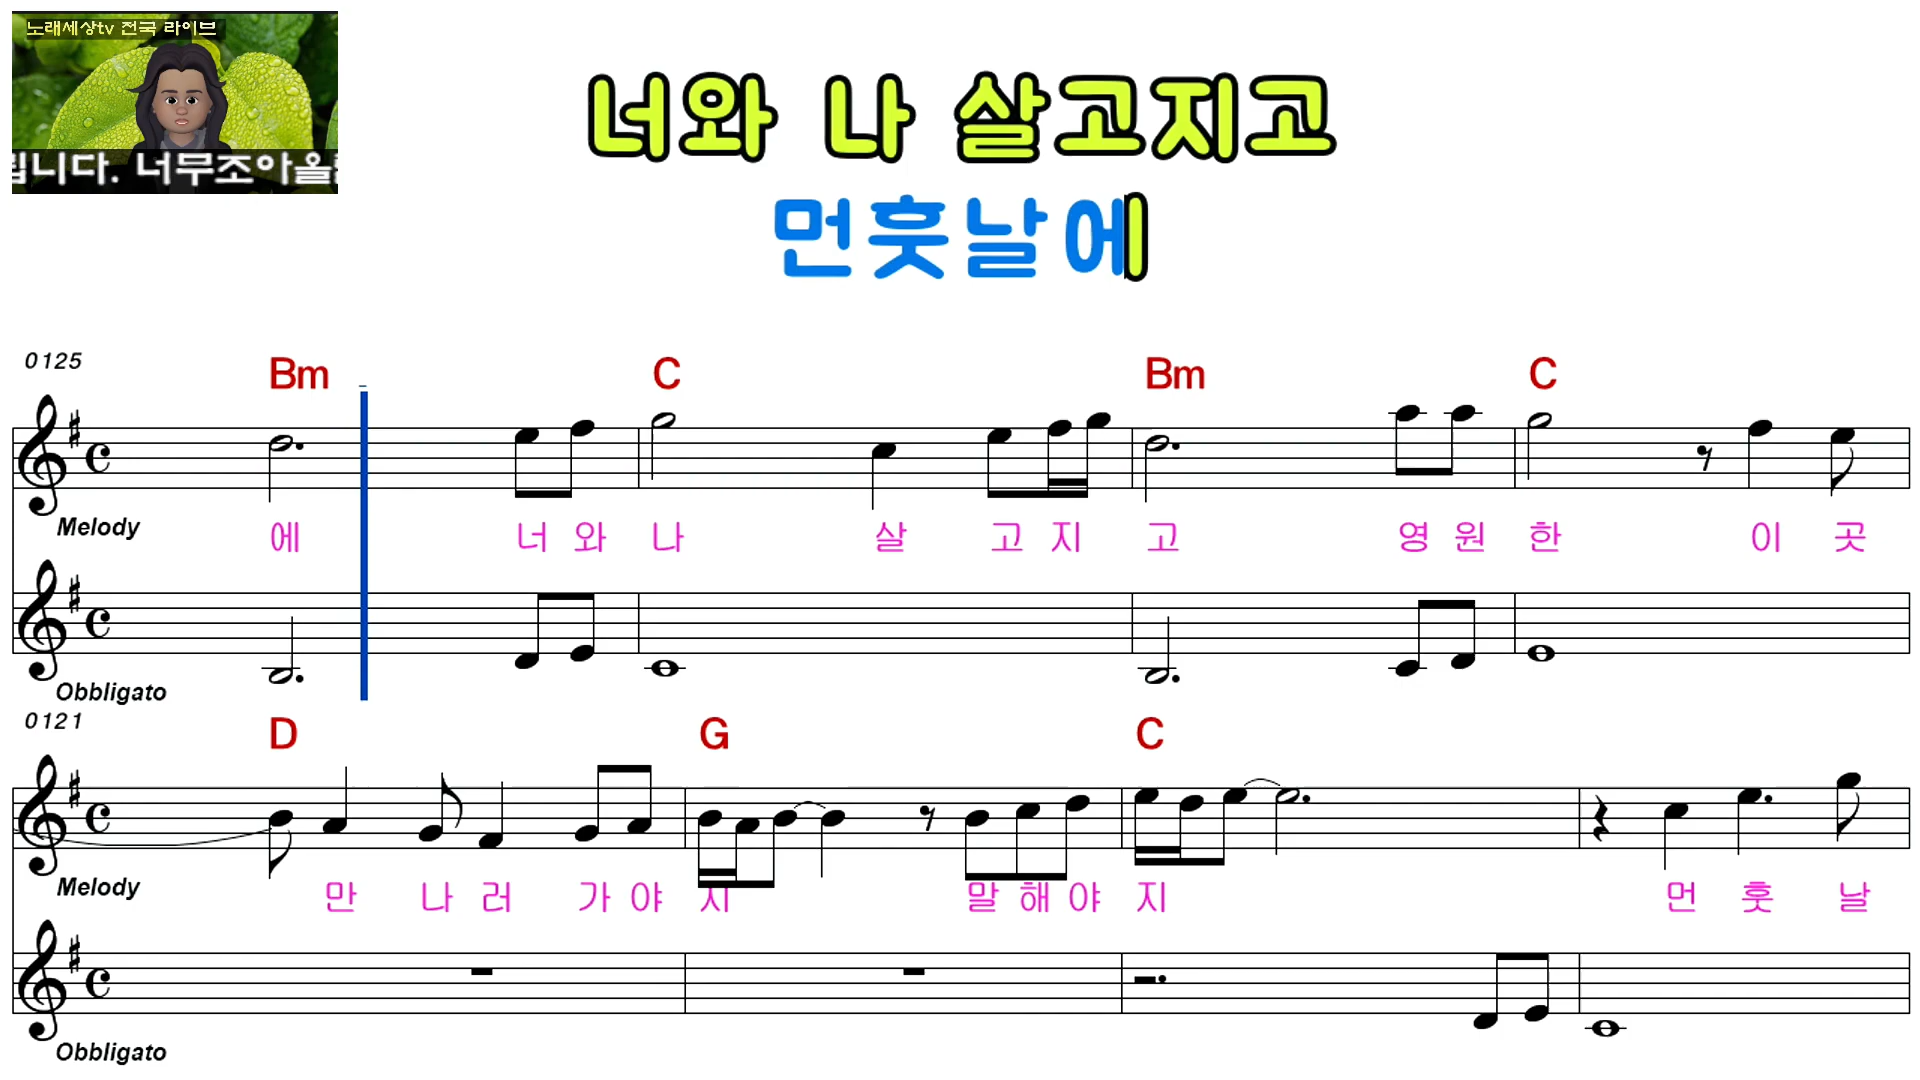 노래세상tv 전국 라이브
니다. 너무조아올
너와 나 살고지고
먼훗날에
0125
Bm C Bm C
Melody
에 너 와 나 살 고 지 고 영 원 한 이 곳
Obbligato
0121
D G C
Melody
만 나 러 가 야 지 말 해 야 지 먼 훗 날
Obbligato